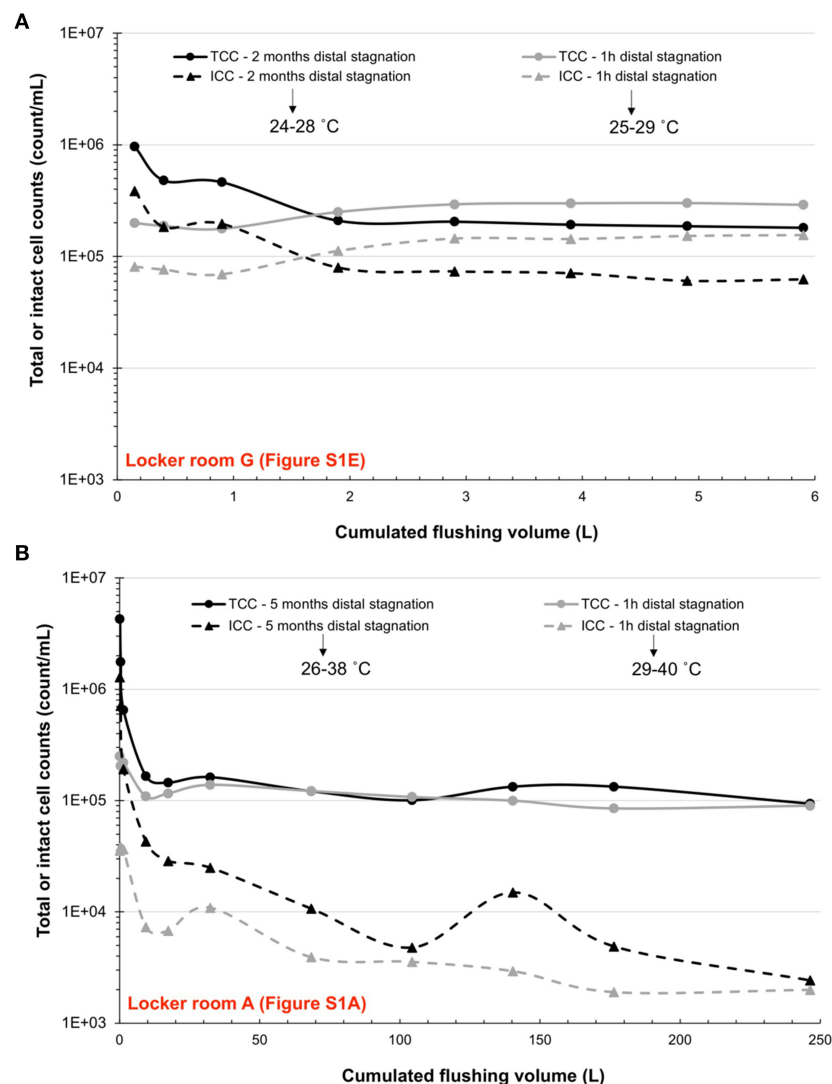 A
1E+07
TCC - 2 months distal stagnation
TCC - 1h distal stagnation
ICC - 2 months distal stagnation
ICC - 1h distal stagnation
24-28 ˚C
25-29 ˚C
1E+06
1E+05
1E+04
1E+03
Total or intact cell counts (count/mL)
Locker room G (Figure S1E)
0 1 2 3 4 5 6
Cumulated flushing volume (L)
B
1E+07
TCC - 5 months distal stagnation
TCC - 1h distal stagnation
ICC - 5 months distal stagnation
ICC - 1h distal stagnation
26-38 ˚C
29-40 ˚C
1E+06
1E+05
1E+04
1E+03
Total or intact cell counts (count/mL)
Locker room A (Figure S1A)
0 50 100 150 200 250
Cumulated flushing volume (L)